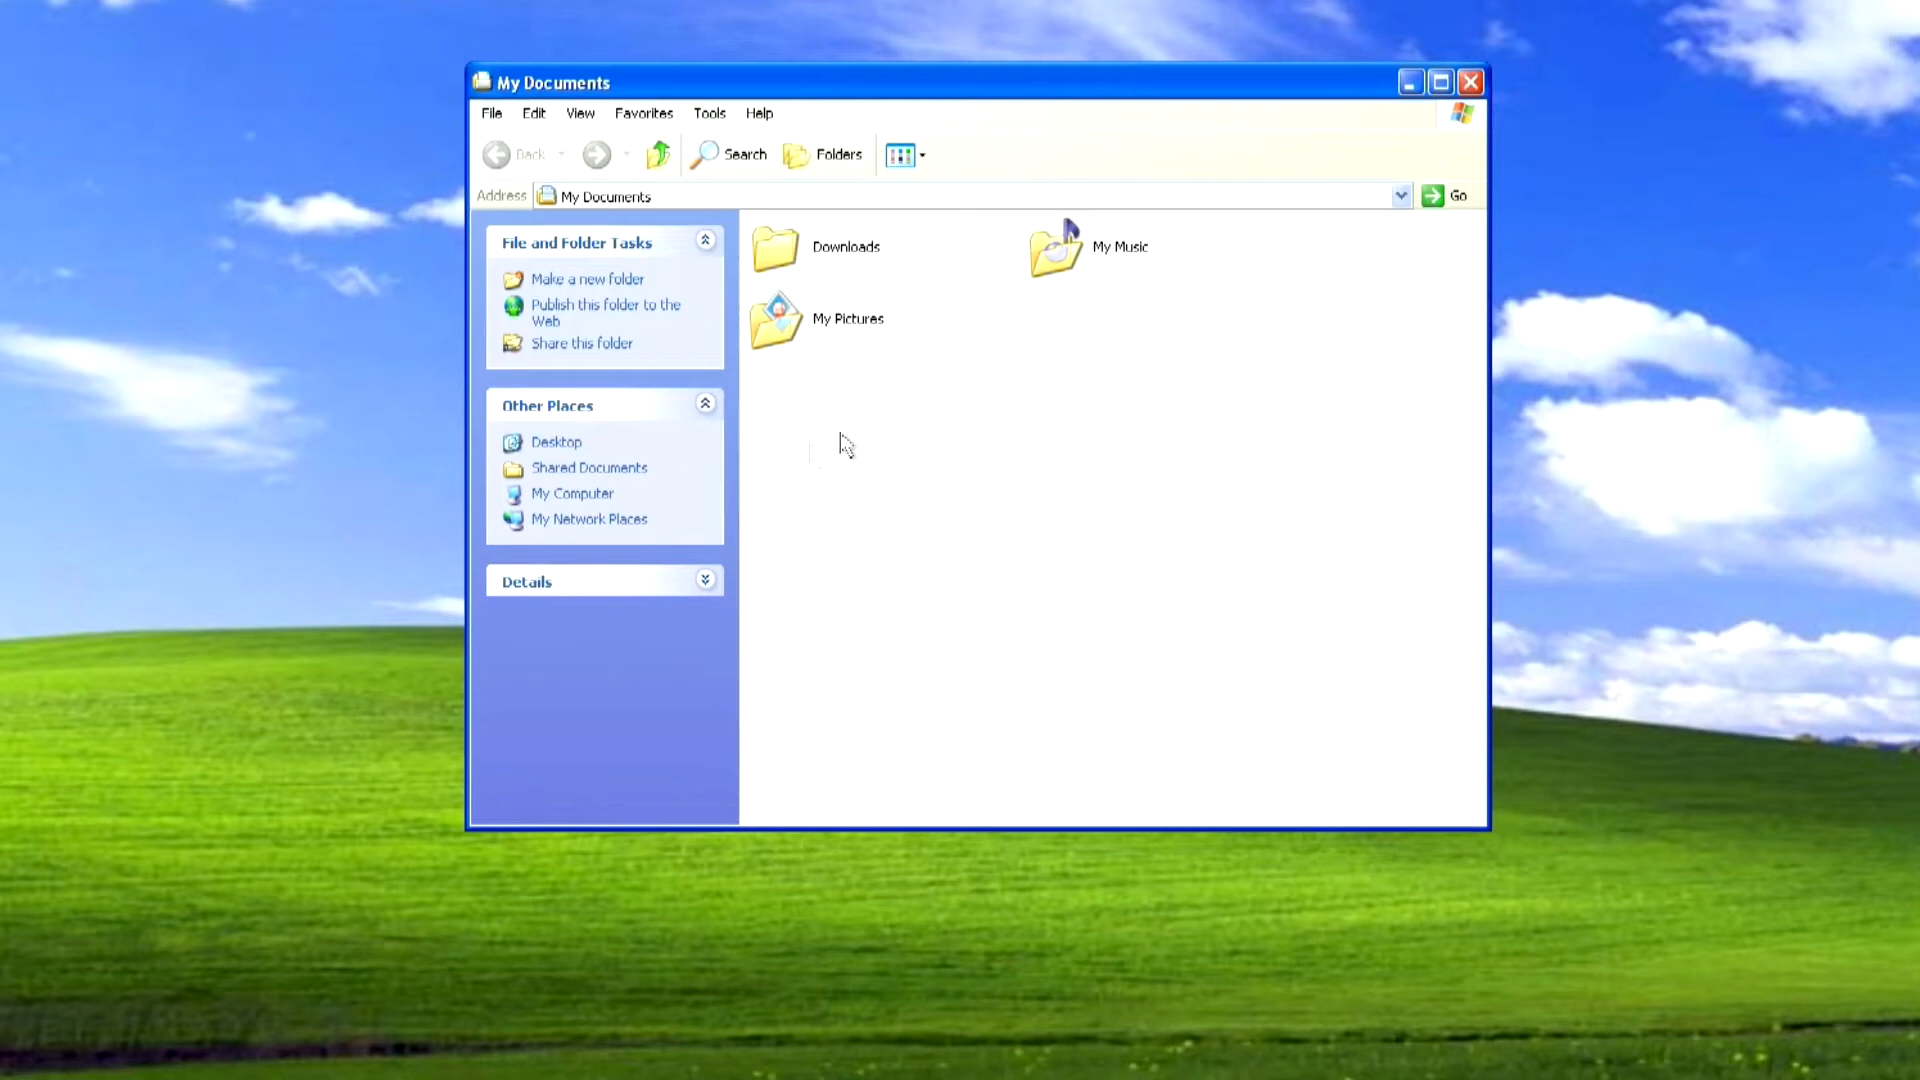 My Documents
File Edit View Favorites Tools Help
Back Search Folders
Address My Documents Go
File and Folder Tasks
Make a new folder
Publish this folder to the
Web
Share this folder
Other Places
Desktop
Shared Documents
My Computer
My Network Places
Details
Downloads
My Music
My Pictures